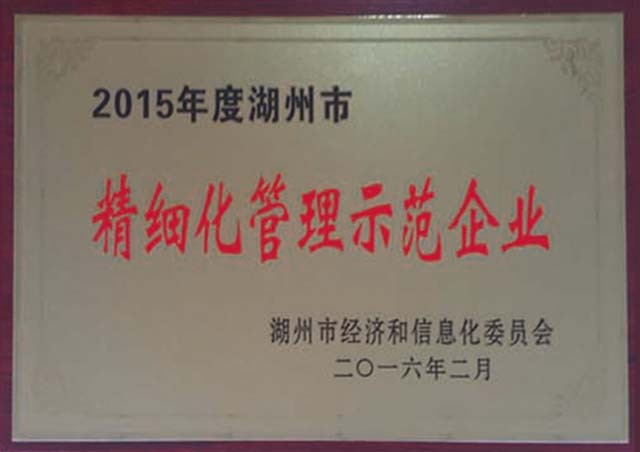 2015年度湖州市
精细化管理示范企业
湖州市经济和信息化委员会
二〇一六年二月